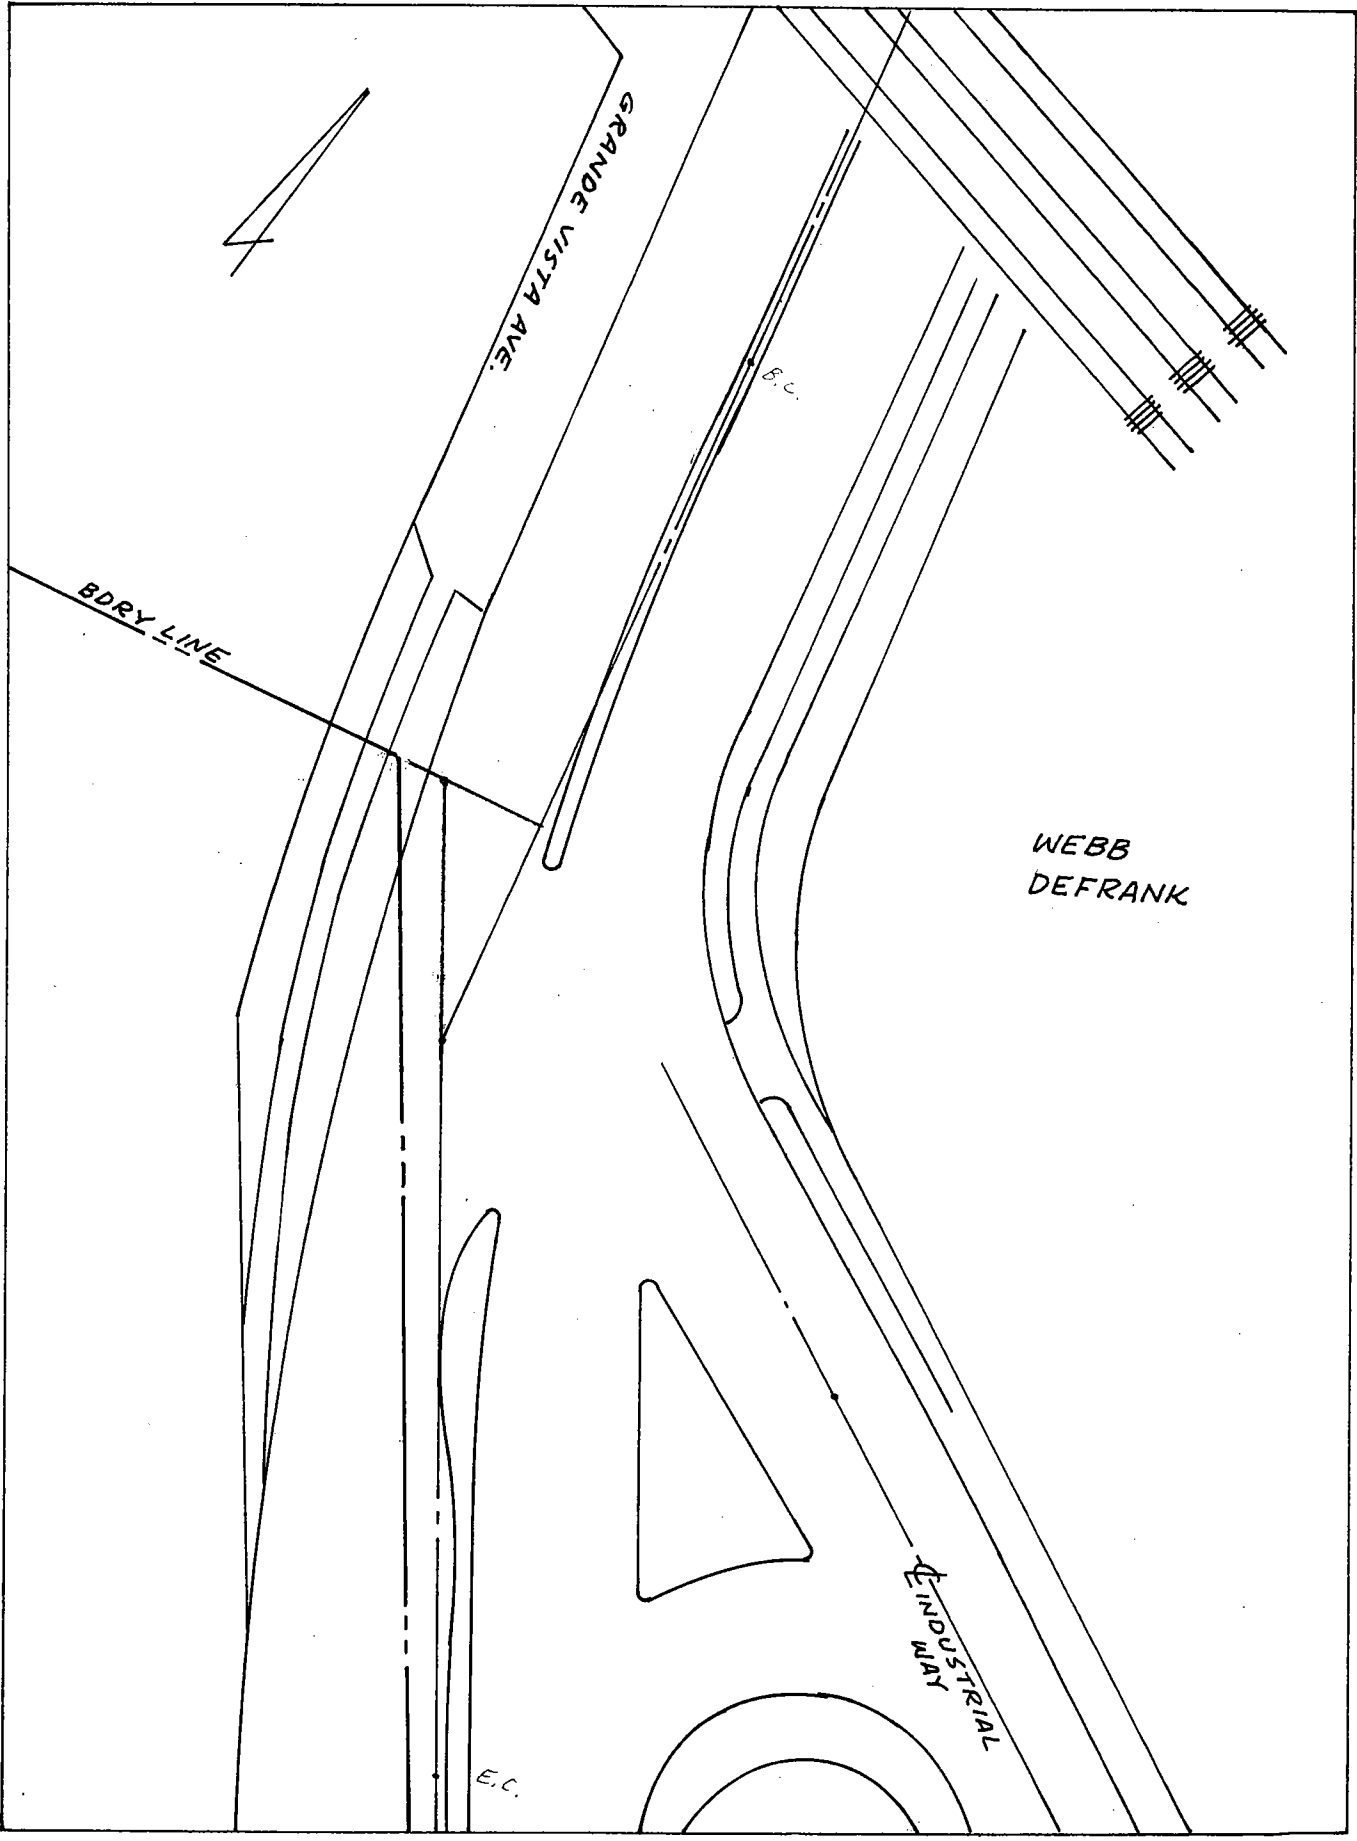 GRANDE VISTA AVE.
B.C.
BDRY LINE
WEBB
DEFRANK
℄ INDUSTRIAL
WAY
E.C.